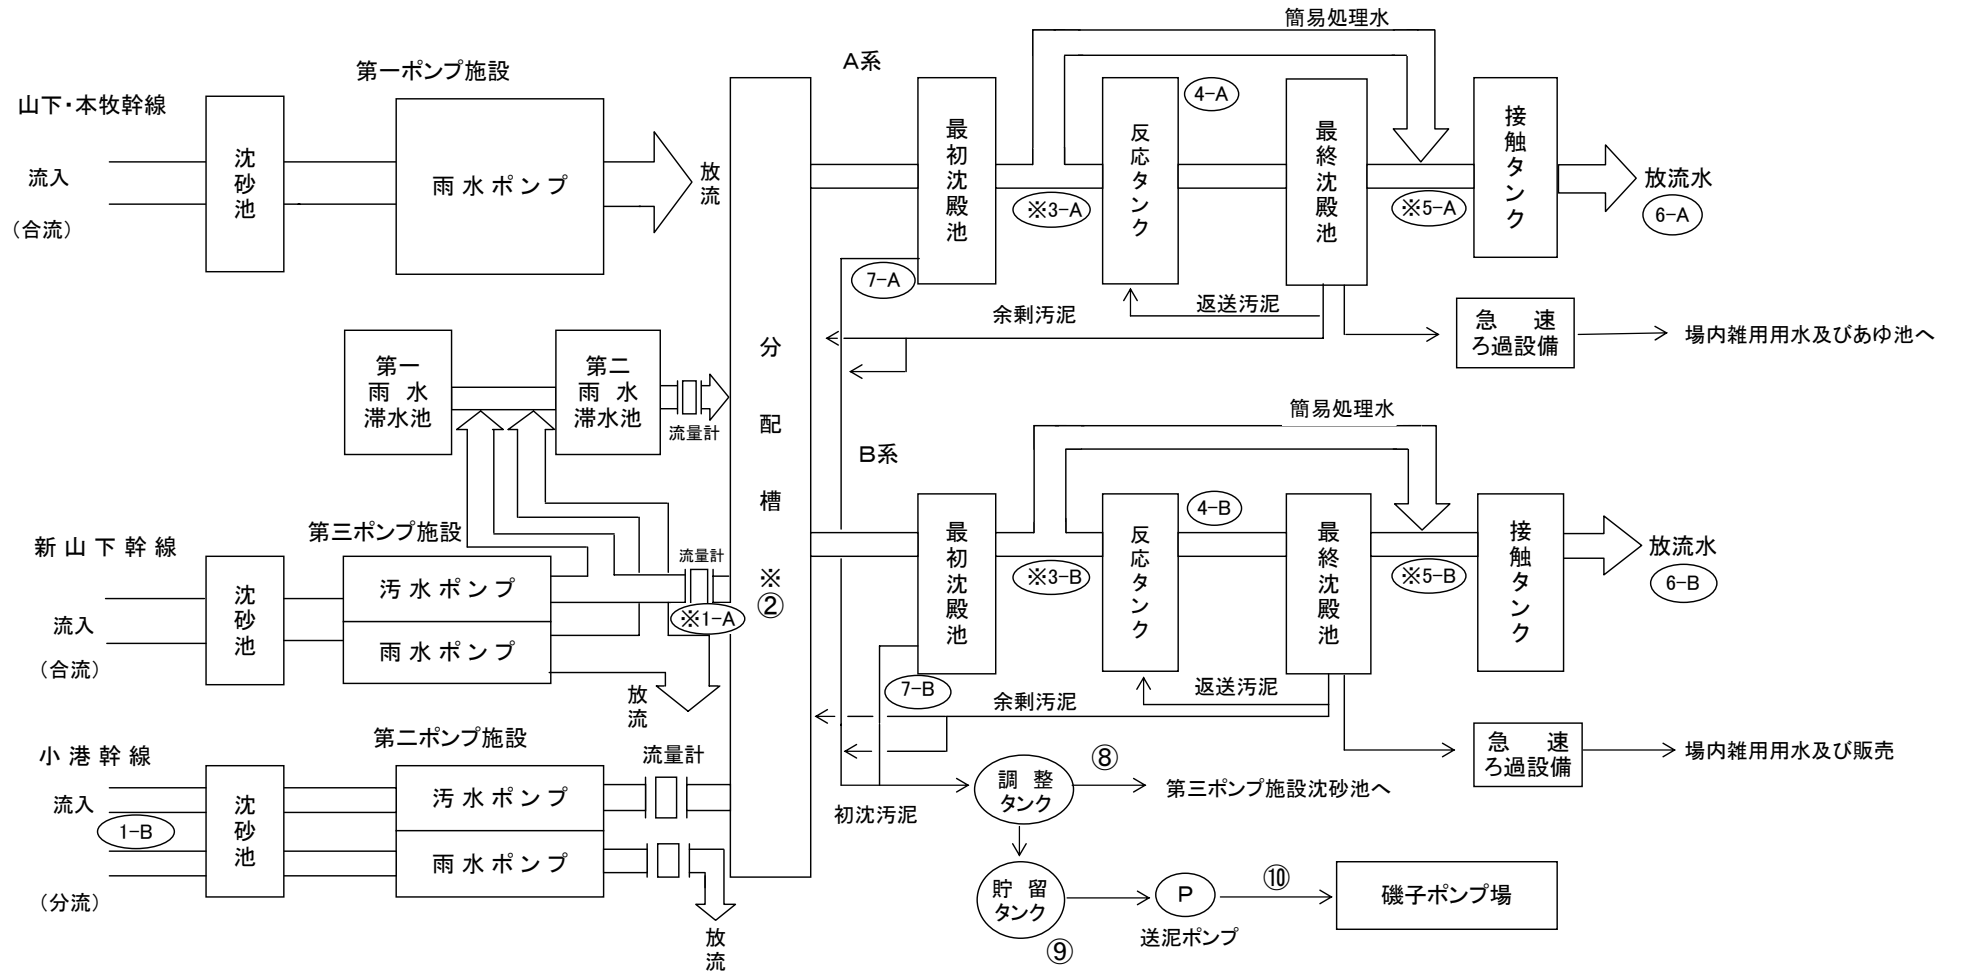 簡易処理水
A系
第一ポンプ施設
山下・本牧幹線
流入
(合流)
沈砂池
雨水ポンプ
放流
最初沈殿池
※3-A
反応タンク
4-A
最終沈殿池
※5-A
接触タンク
放流水
6-A
7-A
余剰汚泥
返送汚泥
急 速
ろ過設備
場内雑用用水及びあゆ池へ
第一
雨 水
滞水池
第二
雨 水
滞水池
流量計
分配槽
※
②
簡易処理水
B系
第三ポンプ施設
新山下幹線
流入
(合流)
沈砂池
汚水ポンプ
雨水ポンプ
流量計
※1-A
放流
最初沈殿池
※3-B
反応タンク
4-B
最終沈殿池
※5-B
接触タンク
放流水
6-B
7-B
余剰汚泥
返送汚泥
急 速
ろ過設備
場内雑用用水及び販売
第二ポンプ施設
小港幹線
流入
1-B
(分流)
沈砂池
汚水ポンプ
雨水ポンプ
流量計
放流
初沈汚泥
調 整
タンク
⑧
第三ポンプ施設沈砂池へ
貯 留
タンク
⑨
P
送泥ポンプ
⑩
磯子ポンプ場